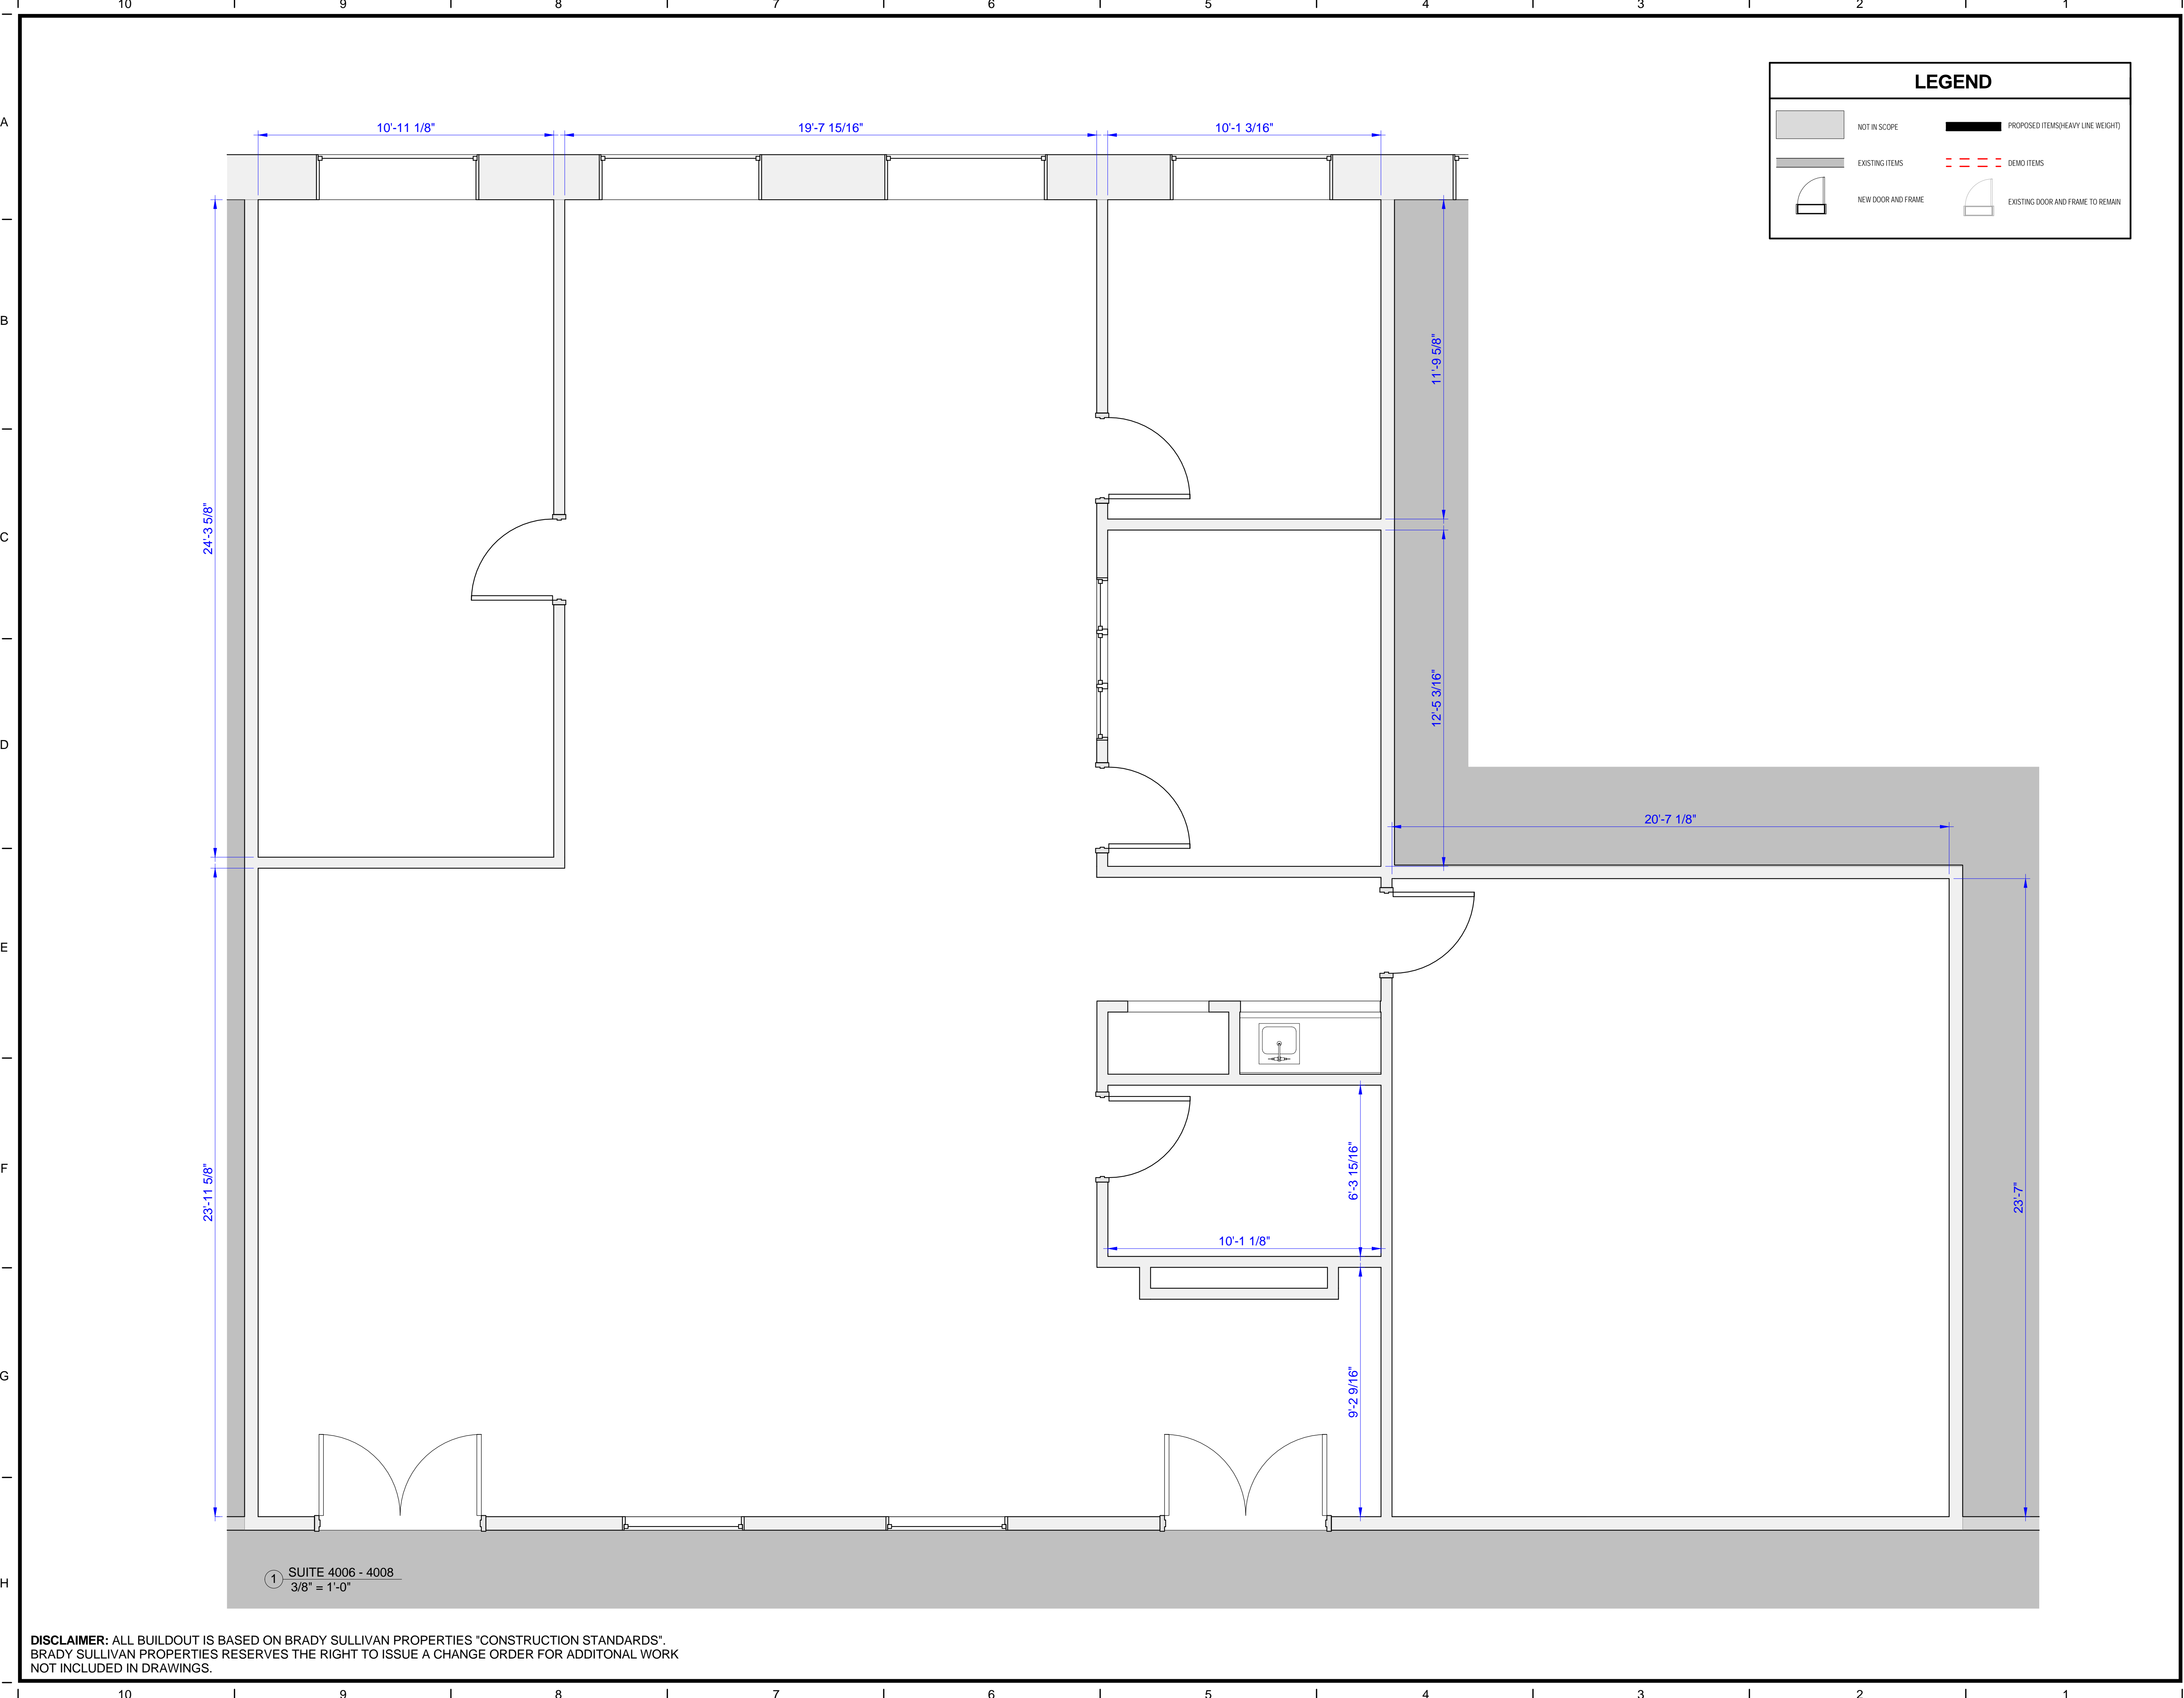 10 9 8 7 6 5 4 3 2 1
LEGEND
NOT IN SCOPE
PROPOSED ITEMS(HEAVY LINE WEIGHT)
EXISTING ITEMS
DEMO ITEMS
NEW DOOR AND FRAME
EXISTING DOOR AND FRAME TO REMAIN
A
10'-11 1/8"
19'-7 15/16"
10'-1 3/16"
B
11'-9 5/8"
C
24'-3 5/8"
12'-5 3/16"
D
20'-7 1/8"
E
F
6'-3 15/16"
23'-11 5/8"
23'-7"
10'-1 1/8"
G
9'-2 9/16"
H
1
SUITE 4006 - 4008
3/8" = 1'-0"
DISCLAIMER: ALL BUILDOUT IS BASED ON BRADY SULLIVAN PROPERTIES "CONSTRUCTION STANDARDS".
BRADY SULLIVAN PROPERTIES RESERVES THE RIGHT TO ISSUE A CHANGE ORDER FOR ADDITONAL WORK
NOT INCLUDED IN DRAWINGS.
10 9 8 7 6 5 4 3 2 1